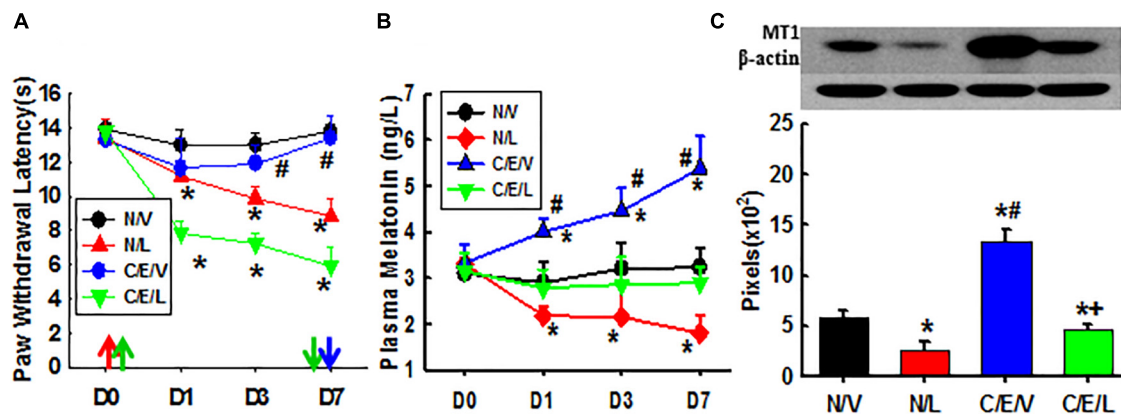 A
Paw Withdrawal Latency(s)
16
14
12
10
8
6
4
2
0
N/V
N/L
C/E/V
C/E/L
#
#
*
*
*
*
*
*
D0
D1
D3
D7
B
Plasma Melatonin (ng/L)
7
6
5
4
3
2
1
N/V
N/L
C/E/V
C/E/L
#
*
#
*
#
*
*
*
*
D0
D1
D3
D7
C
MT1
β-actin
Pixels(x10²)
15
10
5
0
*
*#
*+
N/V
N/L
C/E/V
C/E/L